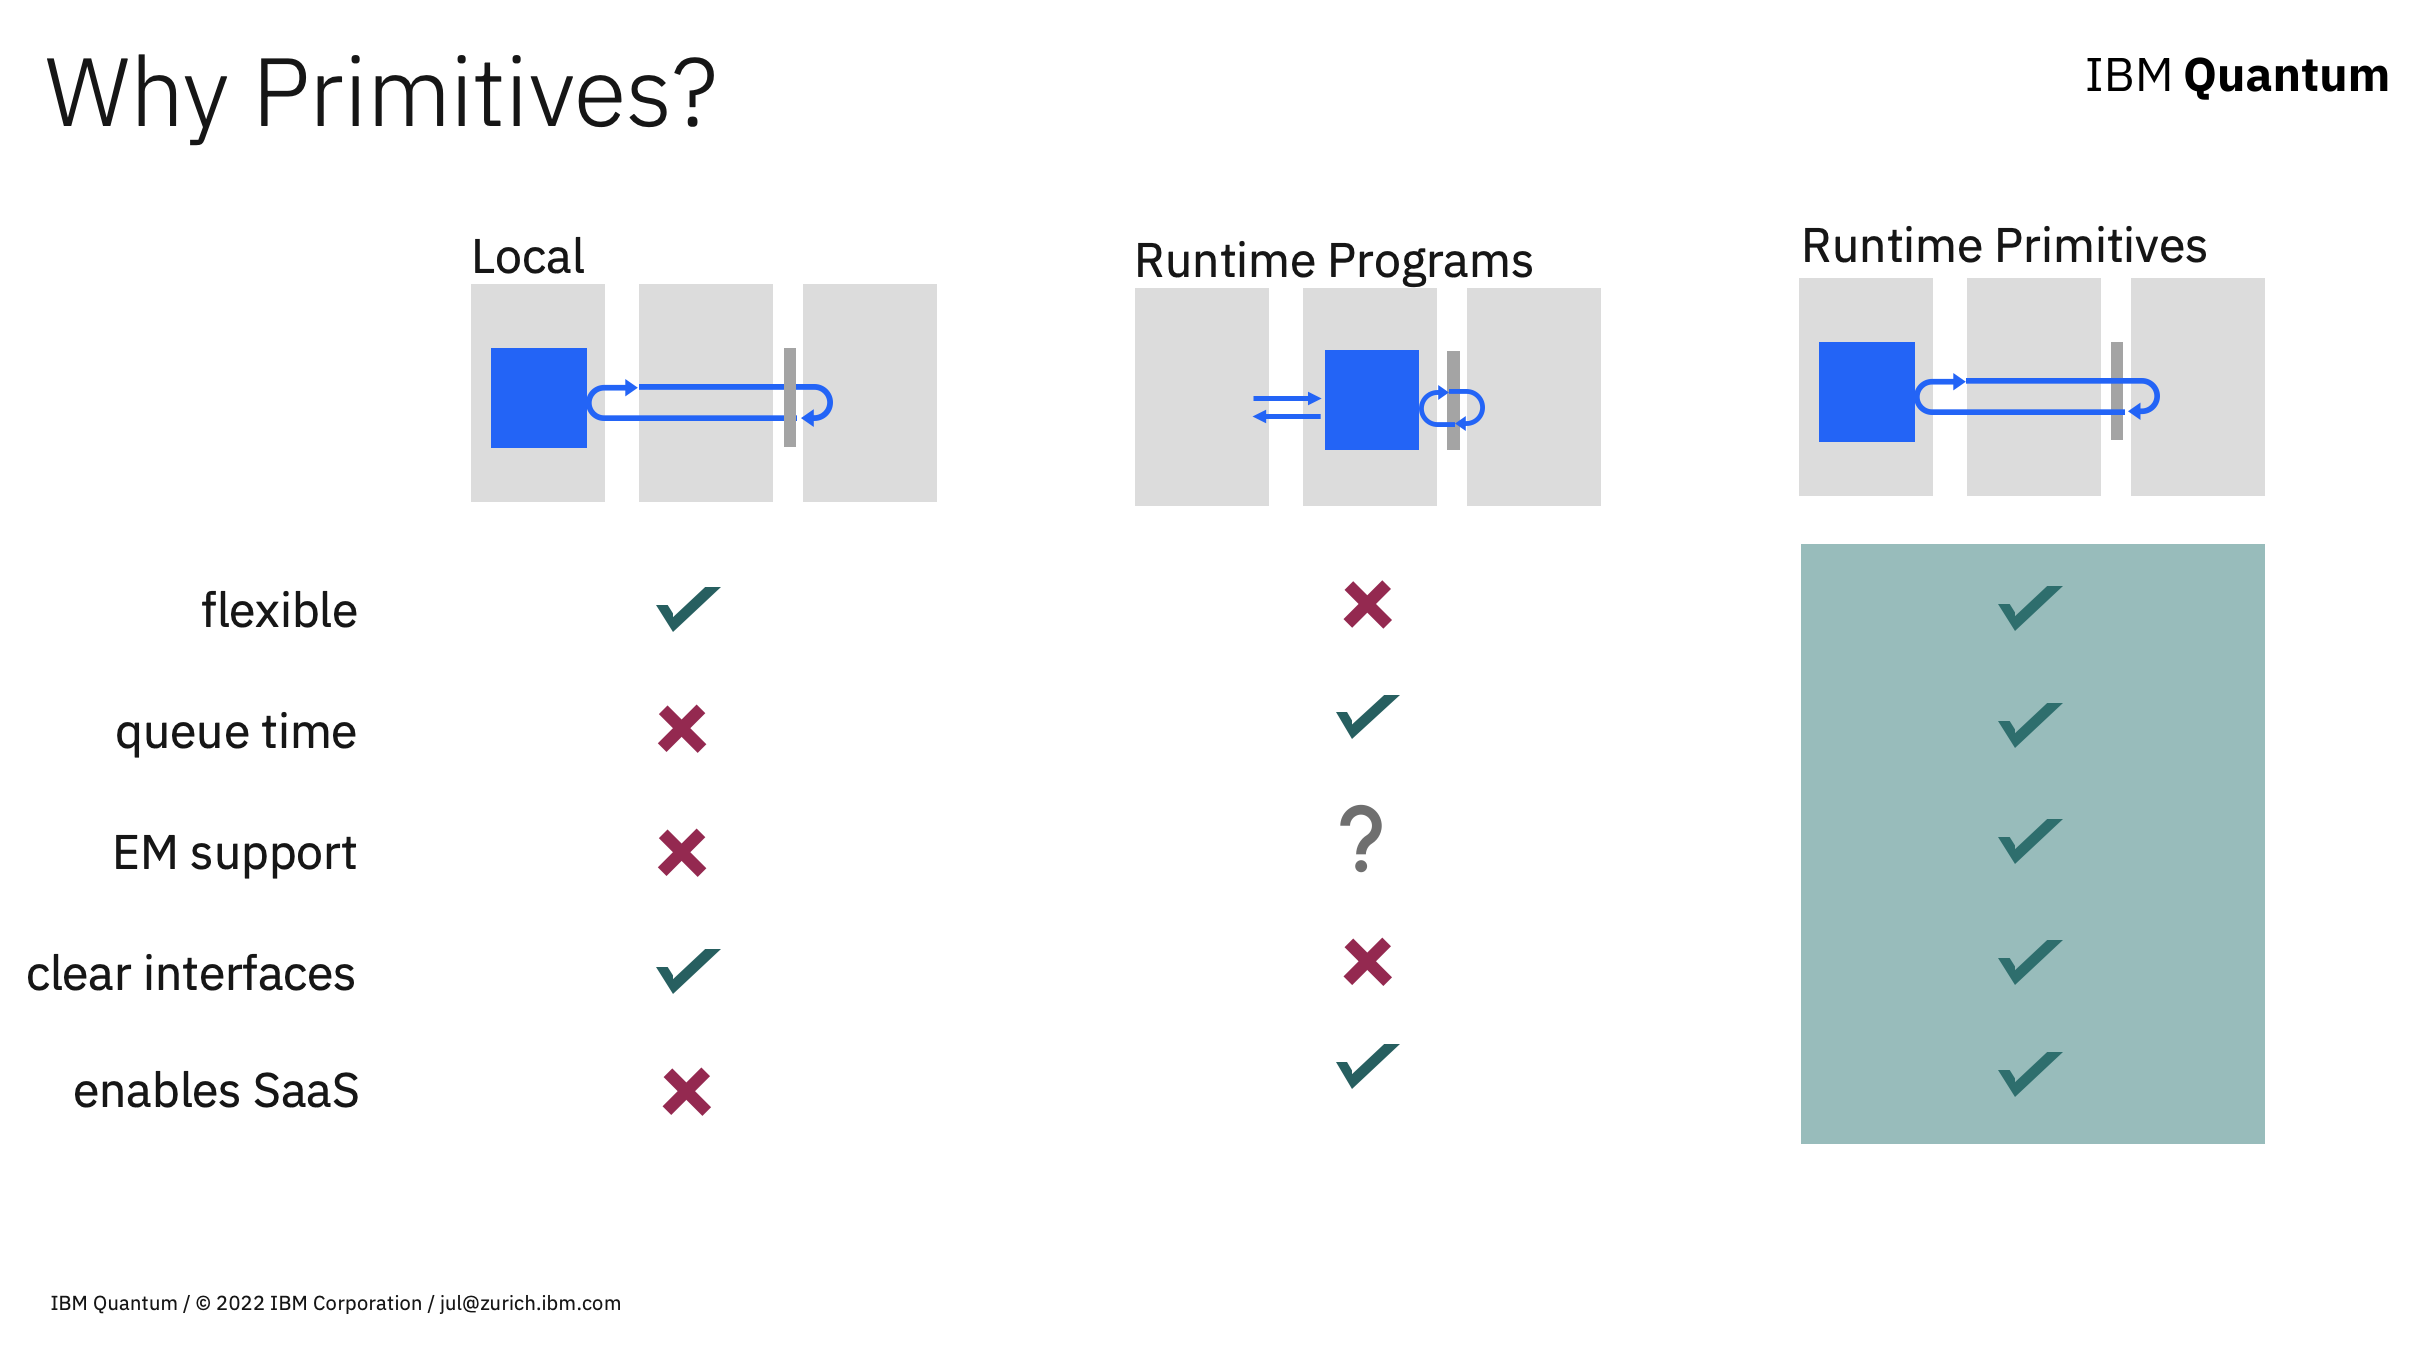 Why Primitives?
IBM Quantum
Local
Runtime Programs
Runtime Primitives
flexible
queue time
?
EM support
clear interfaces
enables SaaS
IBM Quantum / © 2022 IBM Corporation / jul@zurich.ibm.com